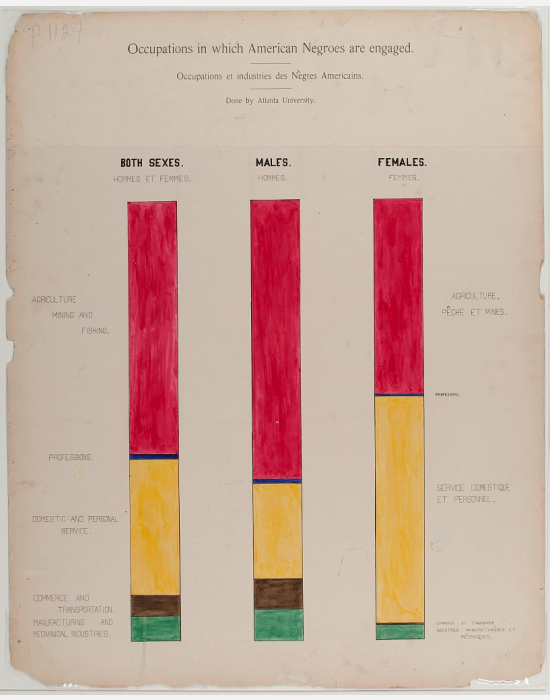 Occupations in which American Negroes are engaged.
Occupations et industries des Nègres Americains.
Done by Atlanta University.
BOTH SEXES.
HOMMES ET FEMMES.
MALES.
HOMMES.
FEMALES.
FEMMES.
AGRICULTURE
MINING AND
FISHING.
AGRICULTURE,
PÊCHE ET MINES.
PROFESSIONS.
DOMESTIC AND PERSONAL
SERVICE.
SERVICE DOMESTIQUE
ET PERSONNEL.
COMMERCE AND
TRANSPORTATION.
MANUFACTURING AND
MECHANICAL INDUSTRIES.